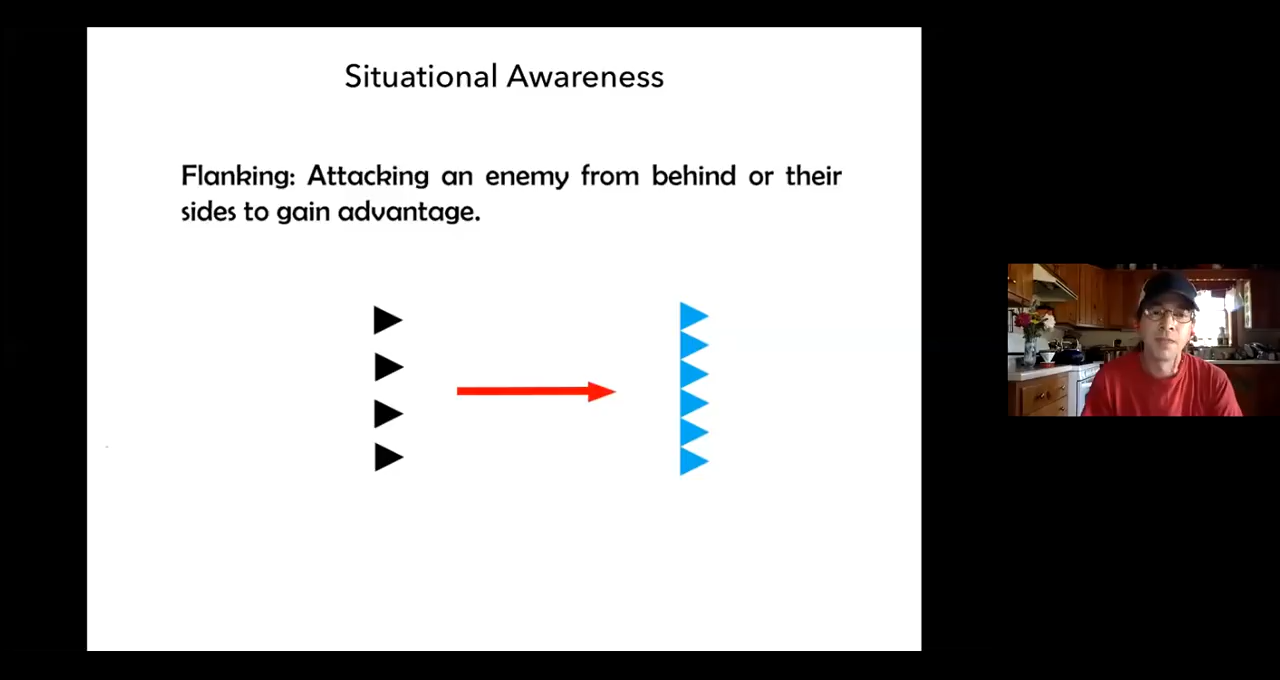 Situational Awareness
Flanking: Attacking an enemy from behind or their
sides to gain advantage.